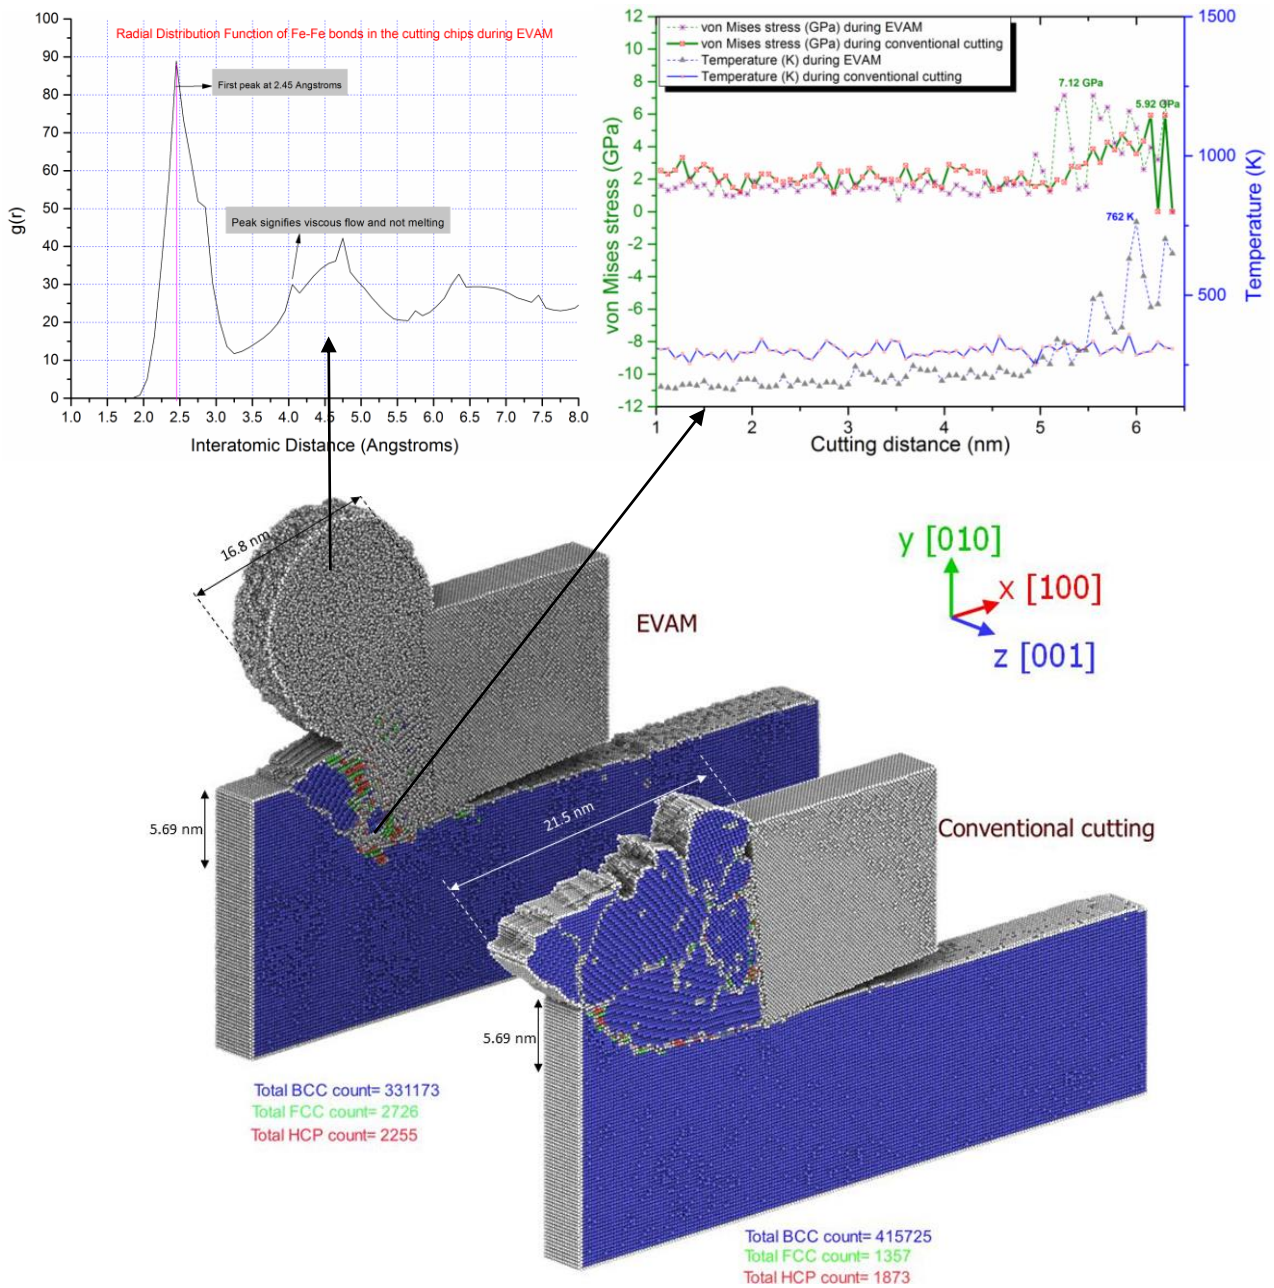 Radial Distribution Function of Fe-Fe bonds in the cutting chips during EVAM
First peak at 2.45 Angstroms
Peak signifies viscous flow and not melting
g(r)
100
90
80
70
60
50
40
30
20
10
0
1.0 1.5 2.0 2.5 3.0 3.5 4.0 4.5 5.0 5.5 6.0 6.5 7.0 7.5 8.0
Interatomic Distance (Angstroms)
von Mises stress (GPa) during EVAM
von Mises stress (GPa) during conventional cutting
Temperature (K) during EVAM
Temperature (K) during conventional cutting
7.12 GPa
5.92 GPa
762 K
von Mises stress (GPa)
12
10
8
6
4
2
0
-2
-4
-6
-8
-10
-12
1500
1000
500
Temperature (K)
1 2 3 4 5 6
Cutting distance (nm)
16.8 nm
EVAM
y [010]
x [100]
z [001]
5.69 nm
21.5 nm
Conventional cutting
5.69 nm
Total BCC count= 331173
Total FCC count= 2726
Total HCP count= 2255
Total BCC count= 415725
Total FCC count= 1357
Total HCP count= 1873